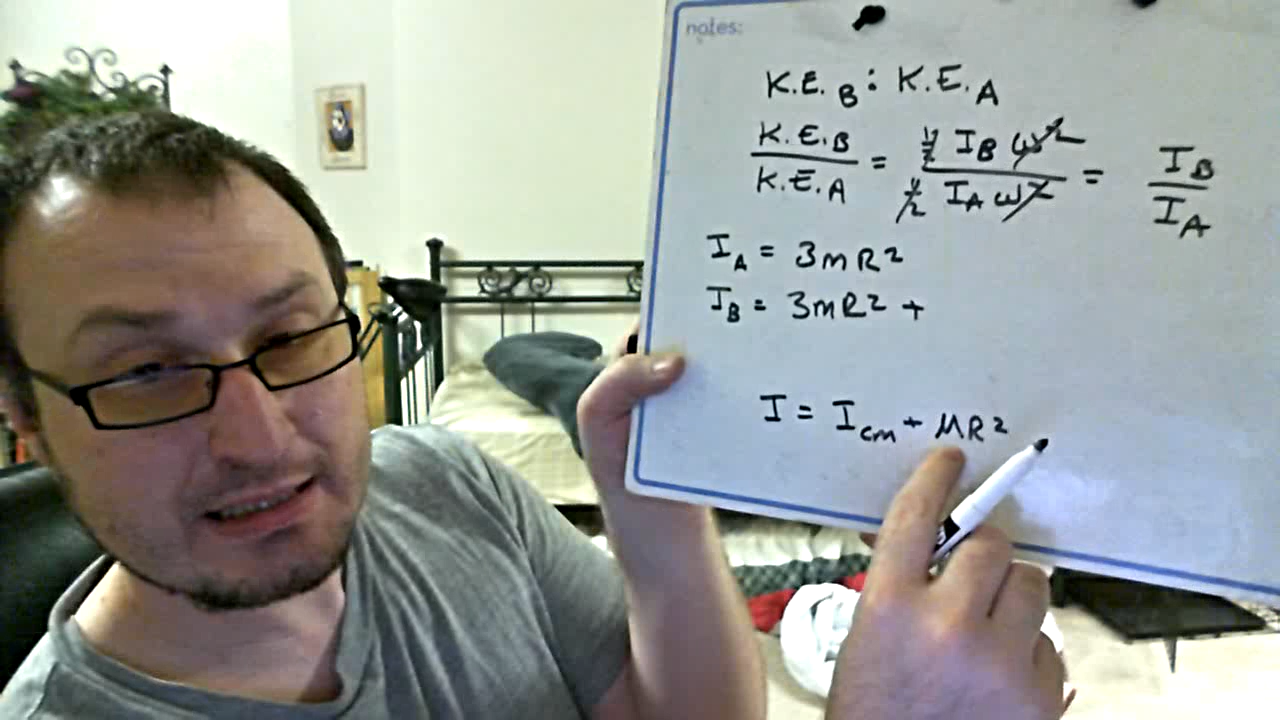 notes:
K.E.B : K.E.A
K.E.B / K.E.A = 1/2 IB ω² / 1/2 IA ω² = IB / IA
IA = 3mR²
IB = 3mR² +
I = Icm + MR²